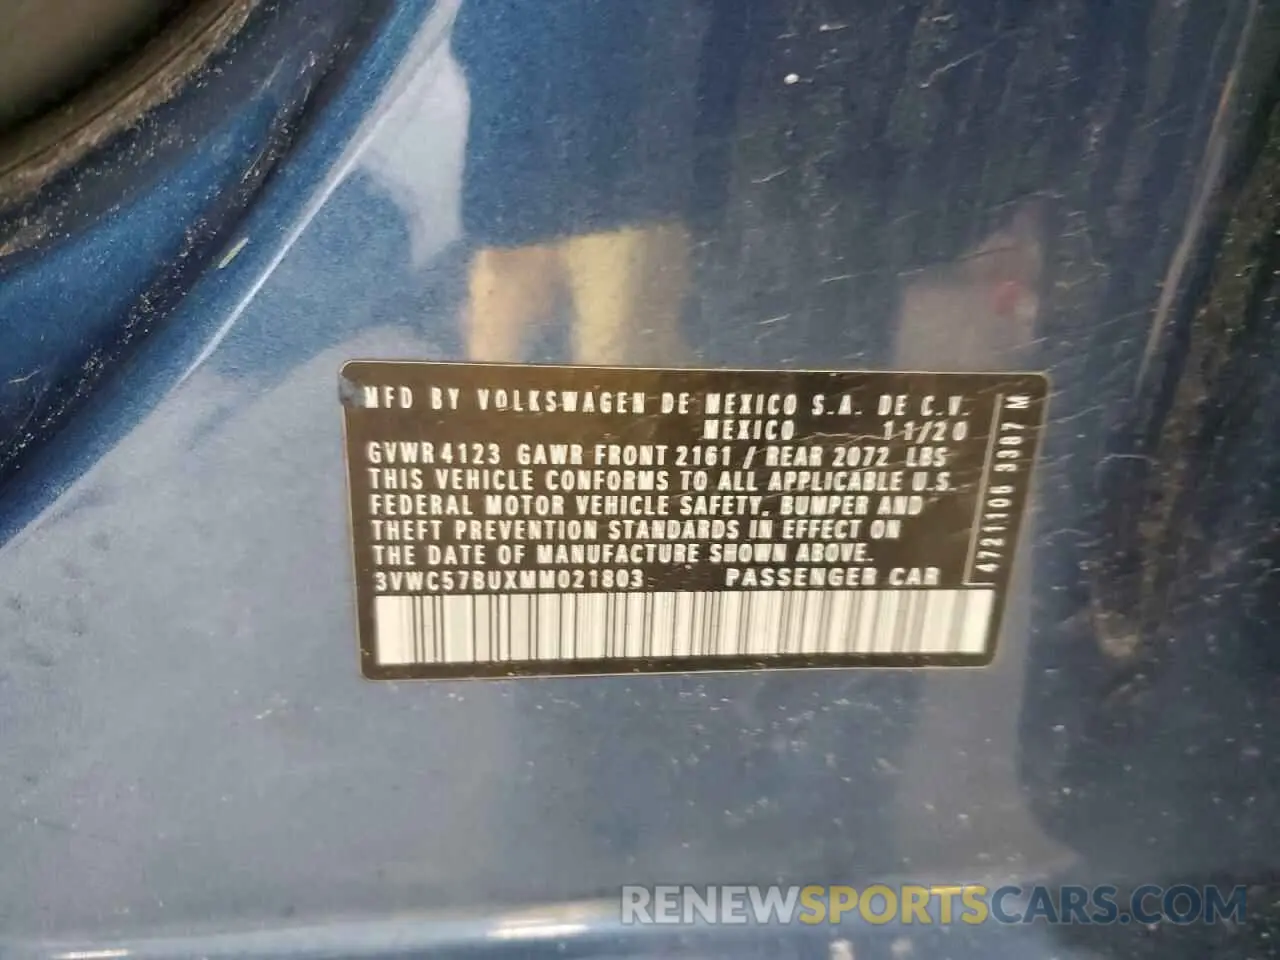 MFD BY VOLKSWAGEN DE MEXICO S.A. DE C.V.
MEXICO 11/20
GVWR 4123 GAWR FRONT 2161 / REAR 2072 LBS
THIS VEHICLE CONFORMS TO ALL APPLICABLE U.S.
FEDERAL MOTOR VEHICLE SAFETY, BUMPER AND
THEFT PREVENTION STANDARDS IN EFFECT ON
THE DATE OF MANUFACTURE SHOWN ABOVE.
3VWC57BUXMM021803 PASSENGER CAR
4721106 3387 M
RENEWSPORTSCARS.COM